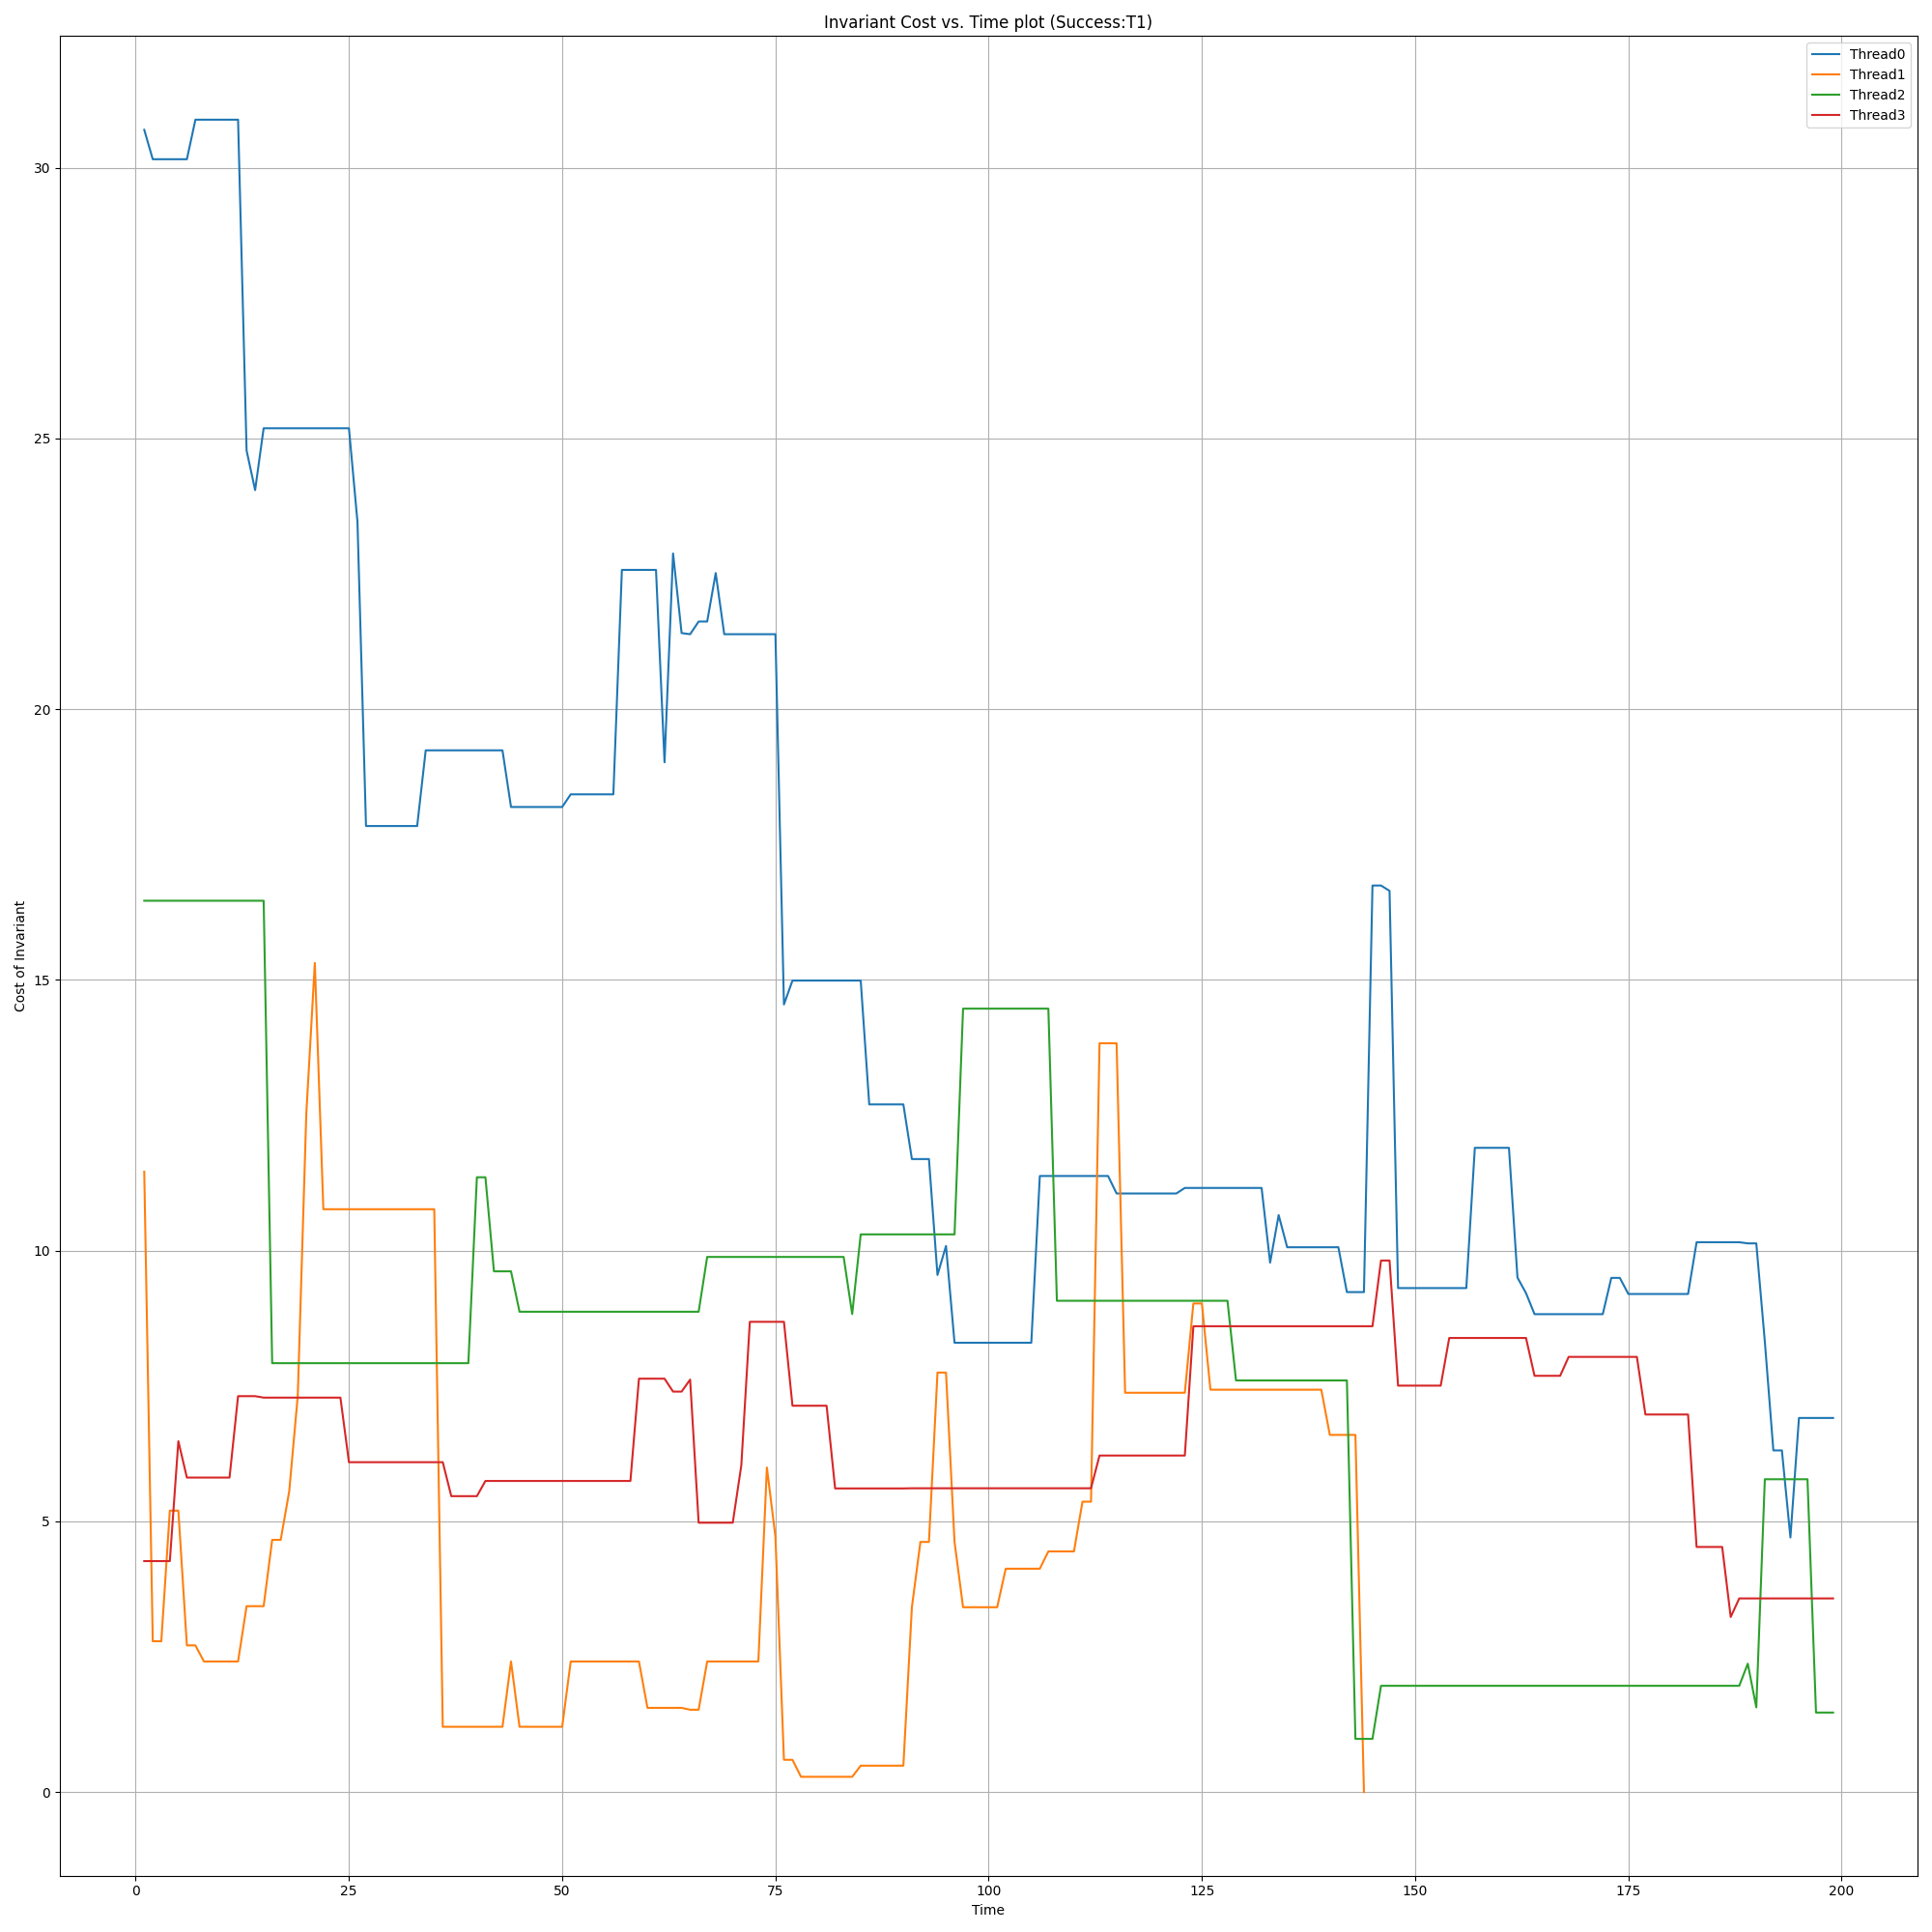 Invariant Cost vs. Time plot (Success:T1)
Thread0
Thread1
Thread2
Thread3
30
25
20
15
10
5
0
Cost of Invariant
0 25 50 75 100 125 150 175 200
Time